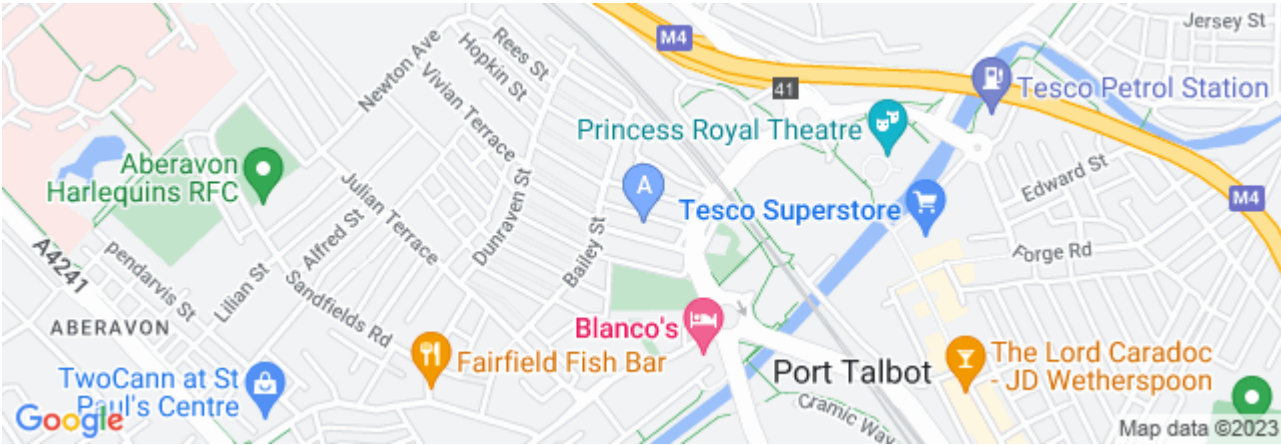 Jersey St
M4
Rees St
Hopkin St
Newton Ave
Vivian Terrace
41
Tesco Petrol Station
Princess Royal Theatre
Aberavon
Harlequins RFC
A
Edward St
M4
Tesco Superstore
Julian Terrace
Dunraven St
Alfred St
Bailey St
Forge Rd
A4241
pendarvis St
Lilian St
Sandfields Rd
ABERAVON
Blanco's
Fairfield Fish Bar
Port Talbot
The Lord Caradoc
- JD Wetherspoon
TwoCann at St
Paul's Centre
Cramic Way
Google
Map data ©2023